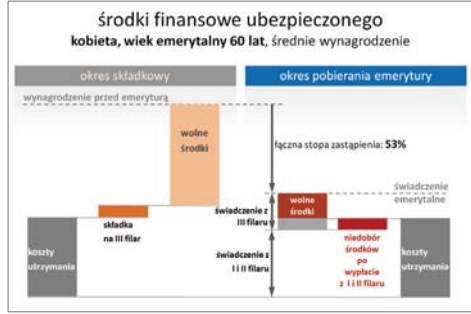 środki finansowe ubezpieczonego
kobieta, wiek emerytalny 60 lat, średnie wynagrodzenie
okres składkowy
okres pobierania emerytury
wynagrodzenie przed emeryturą
wolne
środki
łączna stopa zastąpienia: 53%
świadczenie
emerytalne
składka
na III filar
świadczenie z
III filaru
wolne
środki
koszty
utrzymania
świadczenie z
I i II filaru
niedobór
środków
po
wypłacie
z I i II filaru
koszty
utrzymania